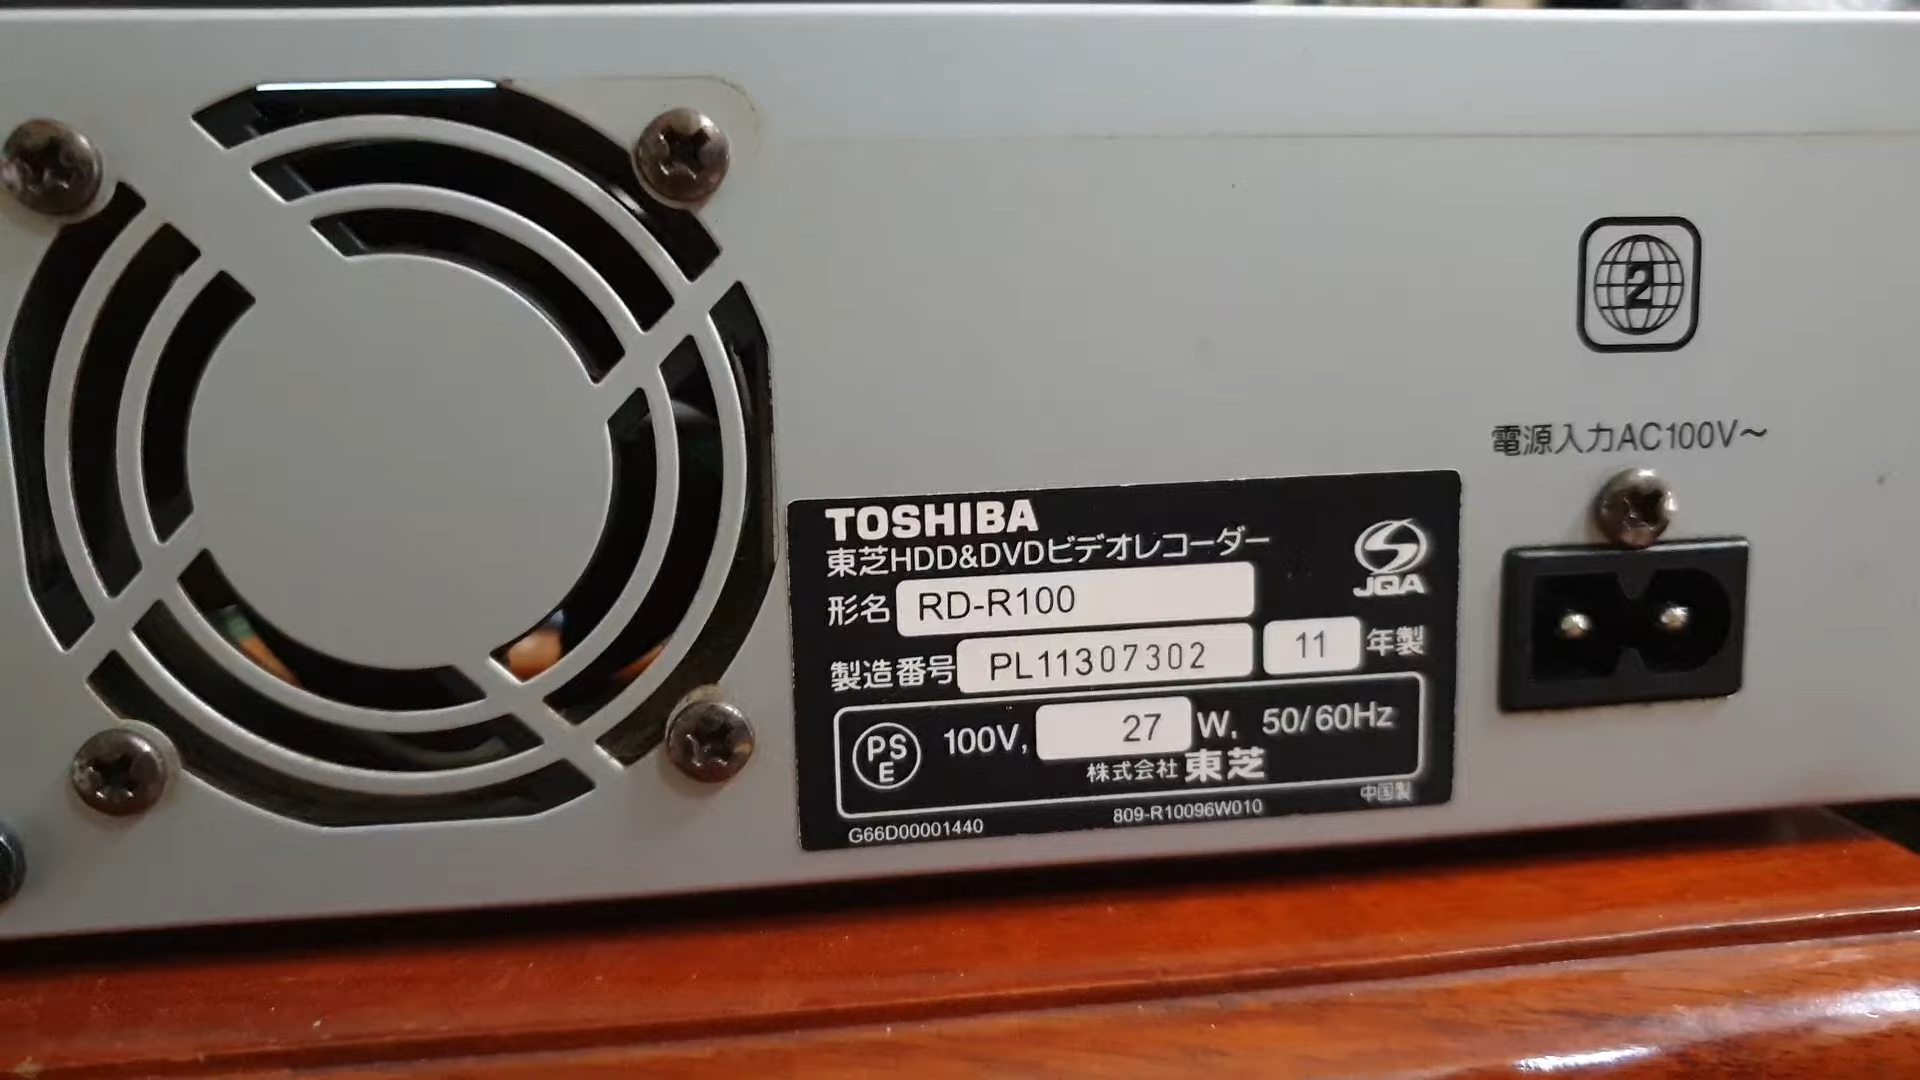 2
電源入力AC100V～
TOSHIBA
東芝HDD&DVDビデオレコーダー
JQA
形名 RD-R100
製造番号 PL11307302 11 年製
PSE 100V, 27 W, 50/60Hz
株式会社 東芝
中国製
G66D00001440 809-R10096W010